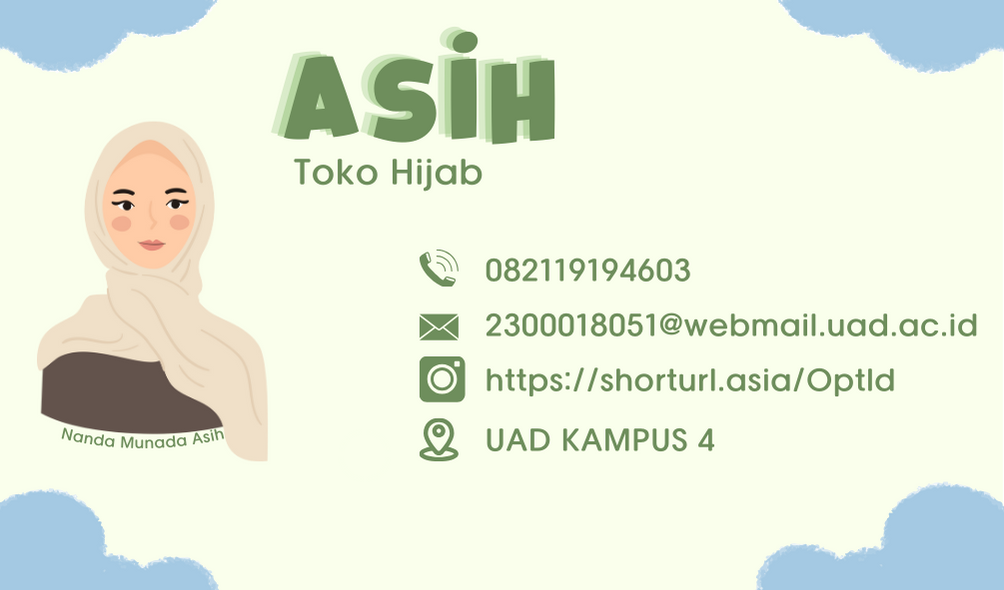 ASiH
Toko Hijab
082119194603
2300018051@webmail.uad.ac.id
https://shorturl.asia/OptId
UAD KAMPUS 4
Nanda Munada Asih